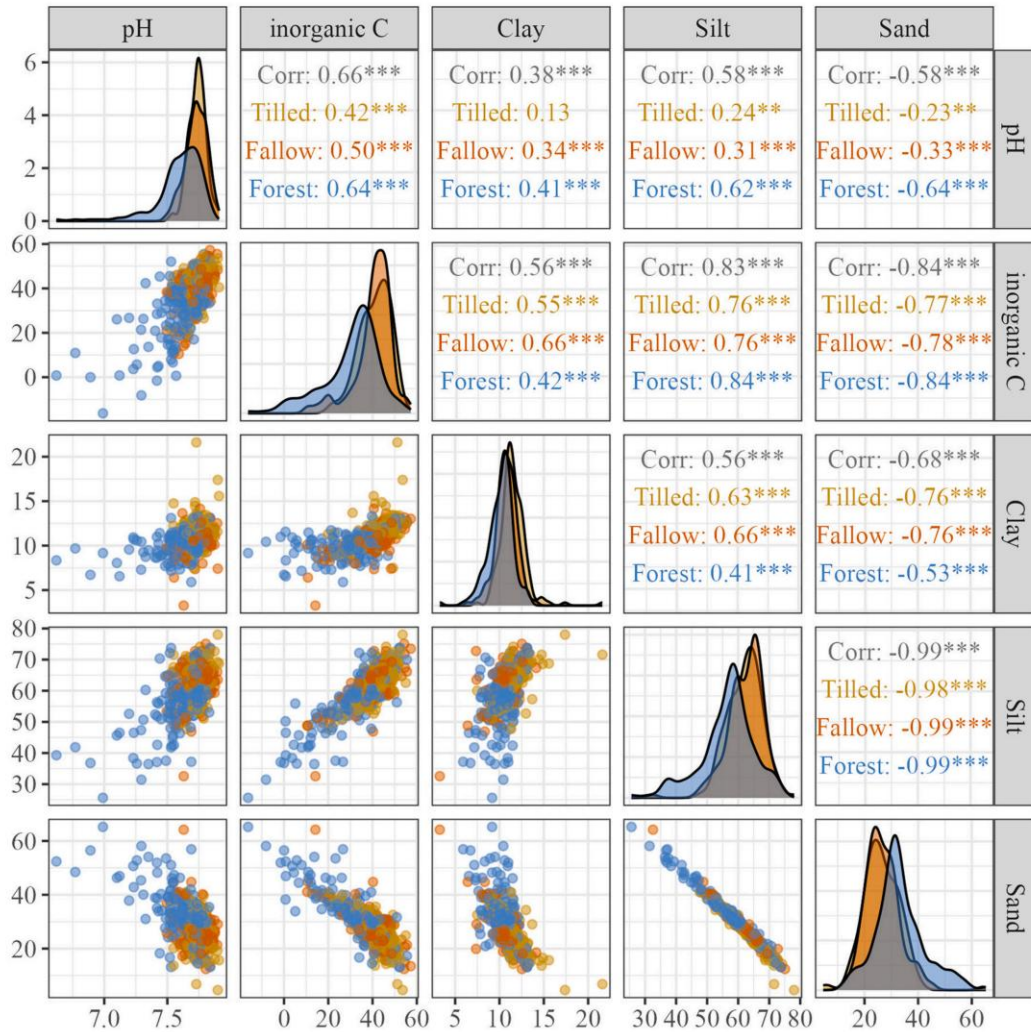 pH inorganic C Clay Silt Sand
6 Corr: 0.66*** Corr: 0.38*** Corr: 0.58*** Corr: -0.58***
4 Tilled: 0.42*** Tilled: 0.13 Tilled: 0.24** Tilled: -0.23** pH
2 Fallow: 0.50*** Fallow: 0.34*** Fallow: 0.31*** Fallow: -0.33***
0 Forest: 0.64*** Forest: 0.41*** Forest: 0.62*** Forest: -0.64***
60 Corr: 0.56*** Corr: 0.83*** Corr: -0.84***
40 Tilled: 0.55*** Tilled: 0.76*** Tilled: -0.77*** inorganic C
20 Fallow: 0.66*** Fallow: 0.76*** Fallow: -0.78***
0 Forest: 0.42*** Forest: 0.84*** Forest: -0.84***
20 Corr: 0.56*** Corr: -0.68***
15 Tilled: 0.63*** Tilled: -0.76*** Clay
10 Fallow: 0.66*** Fallow: -0.76***
5 Forest: 0.41*** Forest: -0.53***
80
70 Corr: -0.99***
60 Tilled: -0.98*** Silt
50 Fallow: -0.99***
40 Forest: -0.99***
30
60
40 Sand
20
7.0 7.5 0 20 40 60 5 10 15 20 30 40 50 60 70 80 0 20 40 60